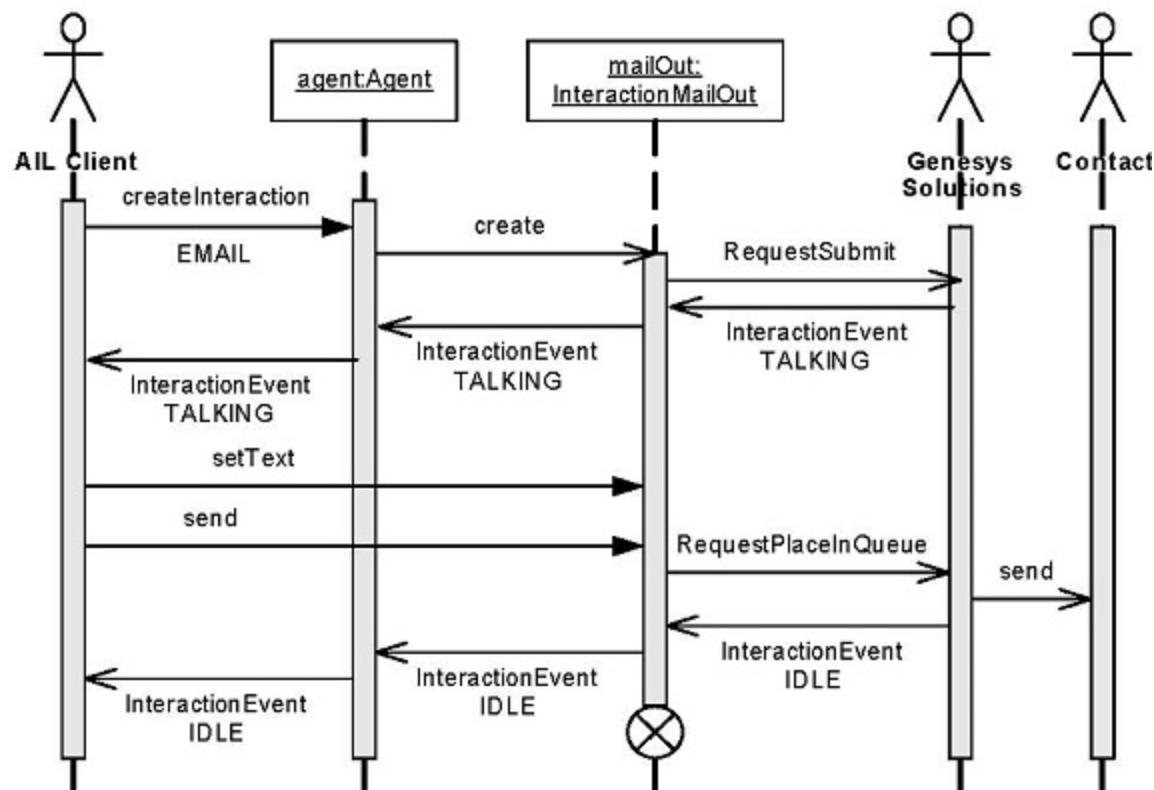 agent:Agent
mailOut:
InteractionMailOut
AIL Client
Genesys
Solutions
Contact
createInteraction
EMAIL
create
RequestSubmit
InteractionEvent
TALKING
InteractionEvent
TALKING
InteractionEvent
TALKING
setText
send
RequestPlaceInQueue
send
InteractionEvent
IDLE
InteractionEvent
IDLE
InteractionEvent
IDLE